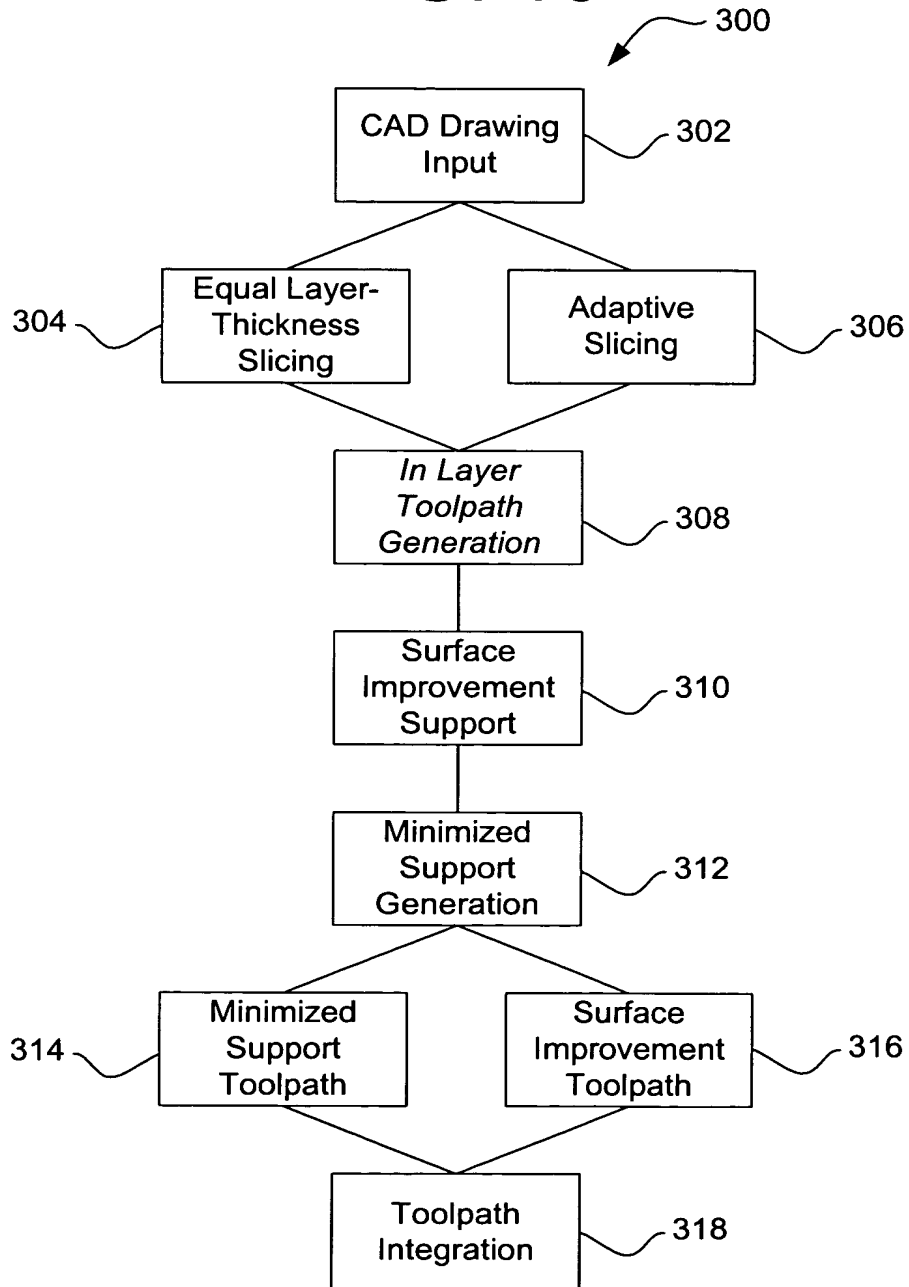 300
CAD Drawing
Input
302
304
Equal Layer-
Thickness
Slicing
Adaptive
Slicing
306
In Layer
Toolpath
Generation
308
Surface
Improvement
Support
310
Minimized
Support
Generation
312
314
Minimized
Support
Toolpath
Surface
Improvement
Toolpath
316
Toolpath
Integration
318